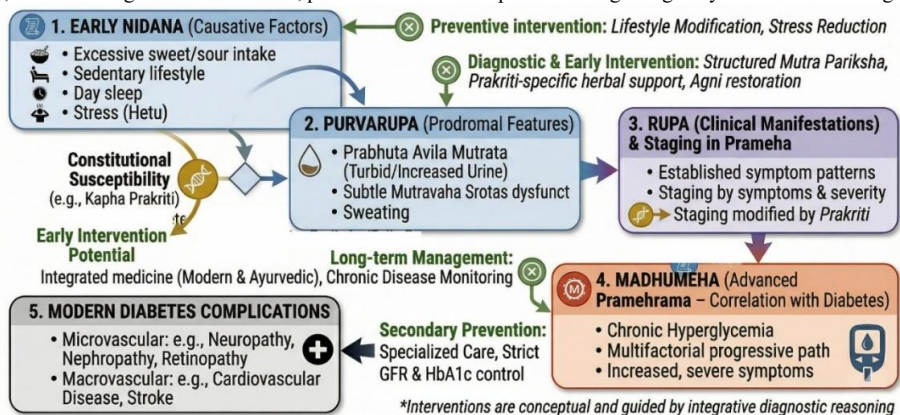 1. EARLY NIDANA (Causative Factors)
• Excessive sweet/sour intake
• Sedentary lifestyle
• Day sleep
• Stress (Hetu)
Preventive intervention: Lifestyle Modification, Stress Reduction
Diagnostic & Early Intervention: Structured Mutra Pariksha,
Prakriti-specific herbal support, Agni restoration
Constitutional
Susceptibility
(e.g., Kapha Prakriti)
Early Intervention
Potential
Integrated medicine (Modern & Ayurvedic), Chronic Disease Monitoring
2. PURVARUPA (Prodromal Features)
• Prabhuta Avila Mutrata
(Turbid/Increased Urine)
• Subtle Mutravaha Srotas dysfunct
• Sweating
3. RUPA (Clinical Manifestations)
& Staging in Prameha
• Established symptom patterns
• Staging by symptoms & severity
Staging modified by Prakriti
Long-term Management:
M
4. MADHUMEHA (Advanced
Pramehrama – Correlation with Diabetes)
• Chronic Hyperglycemia
• Multifactorial progressive path
• Increased, severe symptoms
Secondary Prevention:
Specialized Care, Strict
GFR & HbA1c control
5. MODERN DIABETES COMPLICATIONS
• Microvascular: e.g., Neuropathy,
Nephropathy, Retinopathy
• Macrovascular: e.g., Cardiovascular
Disease, Stroke
*Interventions are conceptual and guided by integrative diagnostic reasoning